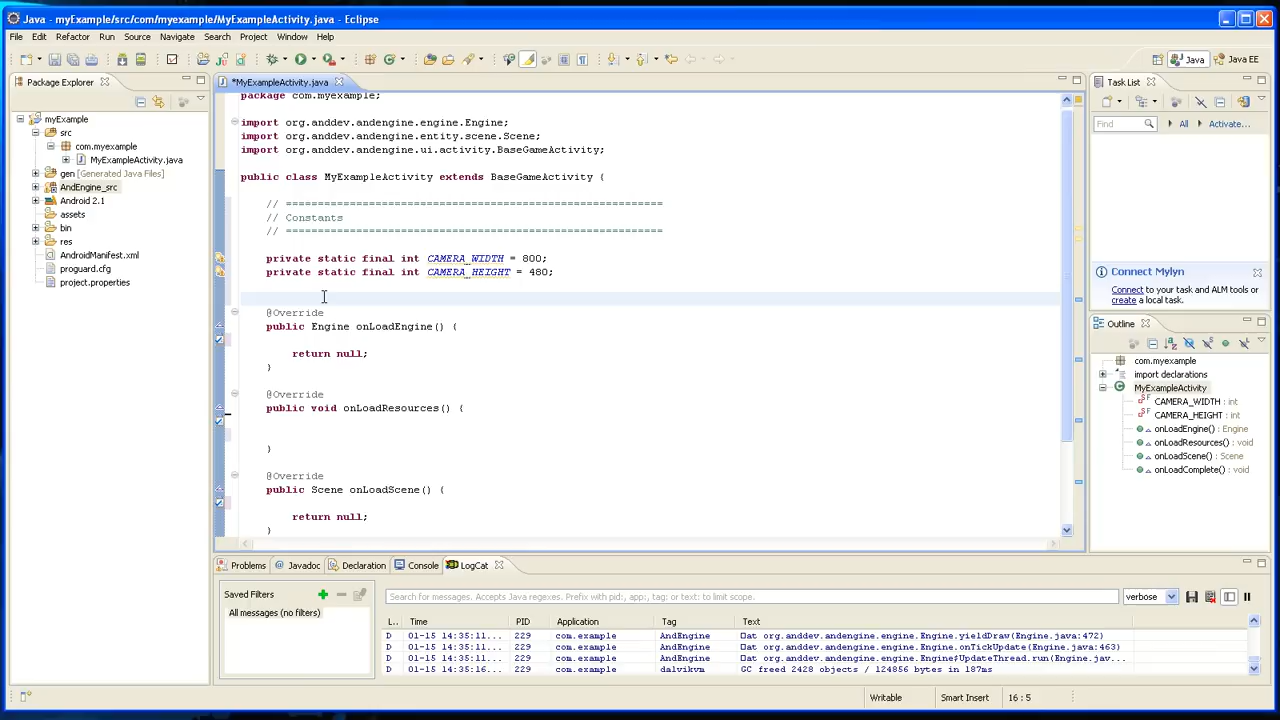 Java - myExample/src/com/myexample/MyExampleActivity.java - Eclipse
File Edit Refactor Run Source Navigate Search Project Window Help
Java Java EE
Package Explorer
myExample
src
com.myexample
MyExampleActivity.java
gen [Generated Java Files]
AndEngine_src
Android 2.1
assets
bin
res
AndroidManifest.xml
proguard.cfg
project.properties
*MyExampleActivity.java
package com.myexample;
import org.anddev.andengine.engine.Engine;
import org.anddev.andengine.entity.scene.Scene;
import org.anddev.andengine.ui.activity.BaseGameActivity;
public class MyExampleActivity extends BaseGameActivity {
// ===========================================================
// Constants
// ===========================================================
private static final int CAMERA_WIDTH = 800;
private static final int CAMERA_HEIGHT = 480;
@Override
public Engine onLoadEngine() {
return null;
}
@Override
public void onLoadResources() {
}
@Override
public Scene onLoadScene() {
return null;
}
Task List
Find All Activate...
Connect Mylyn
Connect to your task and ALM tools or
create a local task.
Outline
com.myexample
import declarations
MyExampleActivity
CAMERA_WIDTH : int
CAMERA_HEIGHT : int
onLoadEngine() : Engine
onLoadResources() : void
onLoadScene() : Scene
onLoadComplete() : void
Problems @ Javadoc Declaration Console LogCat
Saved Filters
All messages (no filters)
Search for messages. Accepts Java regexes. Prefix with pid:, app:, tag: or text: to limit scope.
verbose
L... Time PID Application Tag Text
D 01-15 14:35:11... 229 com.example AndEngine at org.anddev.andengine.engine.Engine.yieldDraw(Engine.java:472)
D 01-15 14:35:11... 229 com.example AndEngine at org.anddev.andengine.engine.Engine.onTickUpdate(Engine.java:463)
D 01-15 14:35:11... 229 com.example AndEngine at org.anddev.andengine.engine.Engine$UpdateThread.run(Engine.jav...
D 01-15 14:35:16... 229 com.example dalvikvm GC freed 2428 objects / 124856 bytes in 187ms
Writable Smart Insert 16 : 5